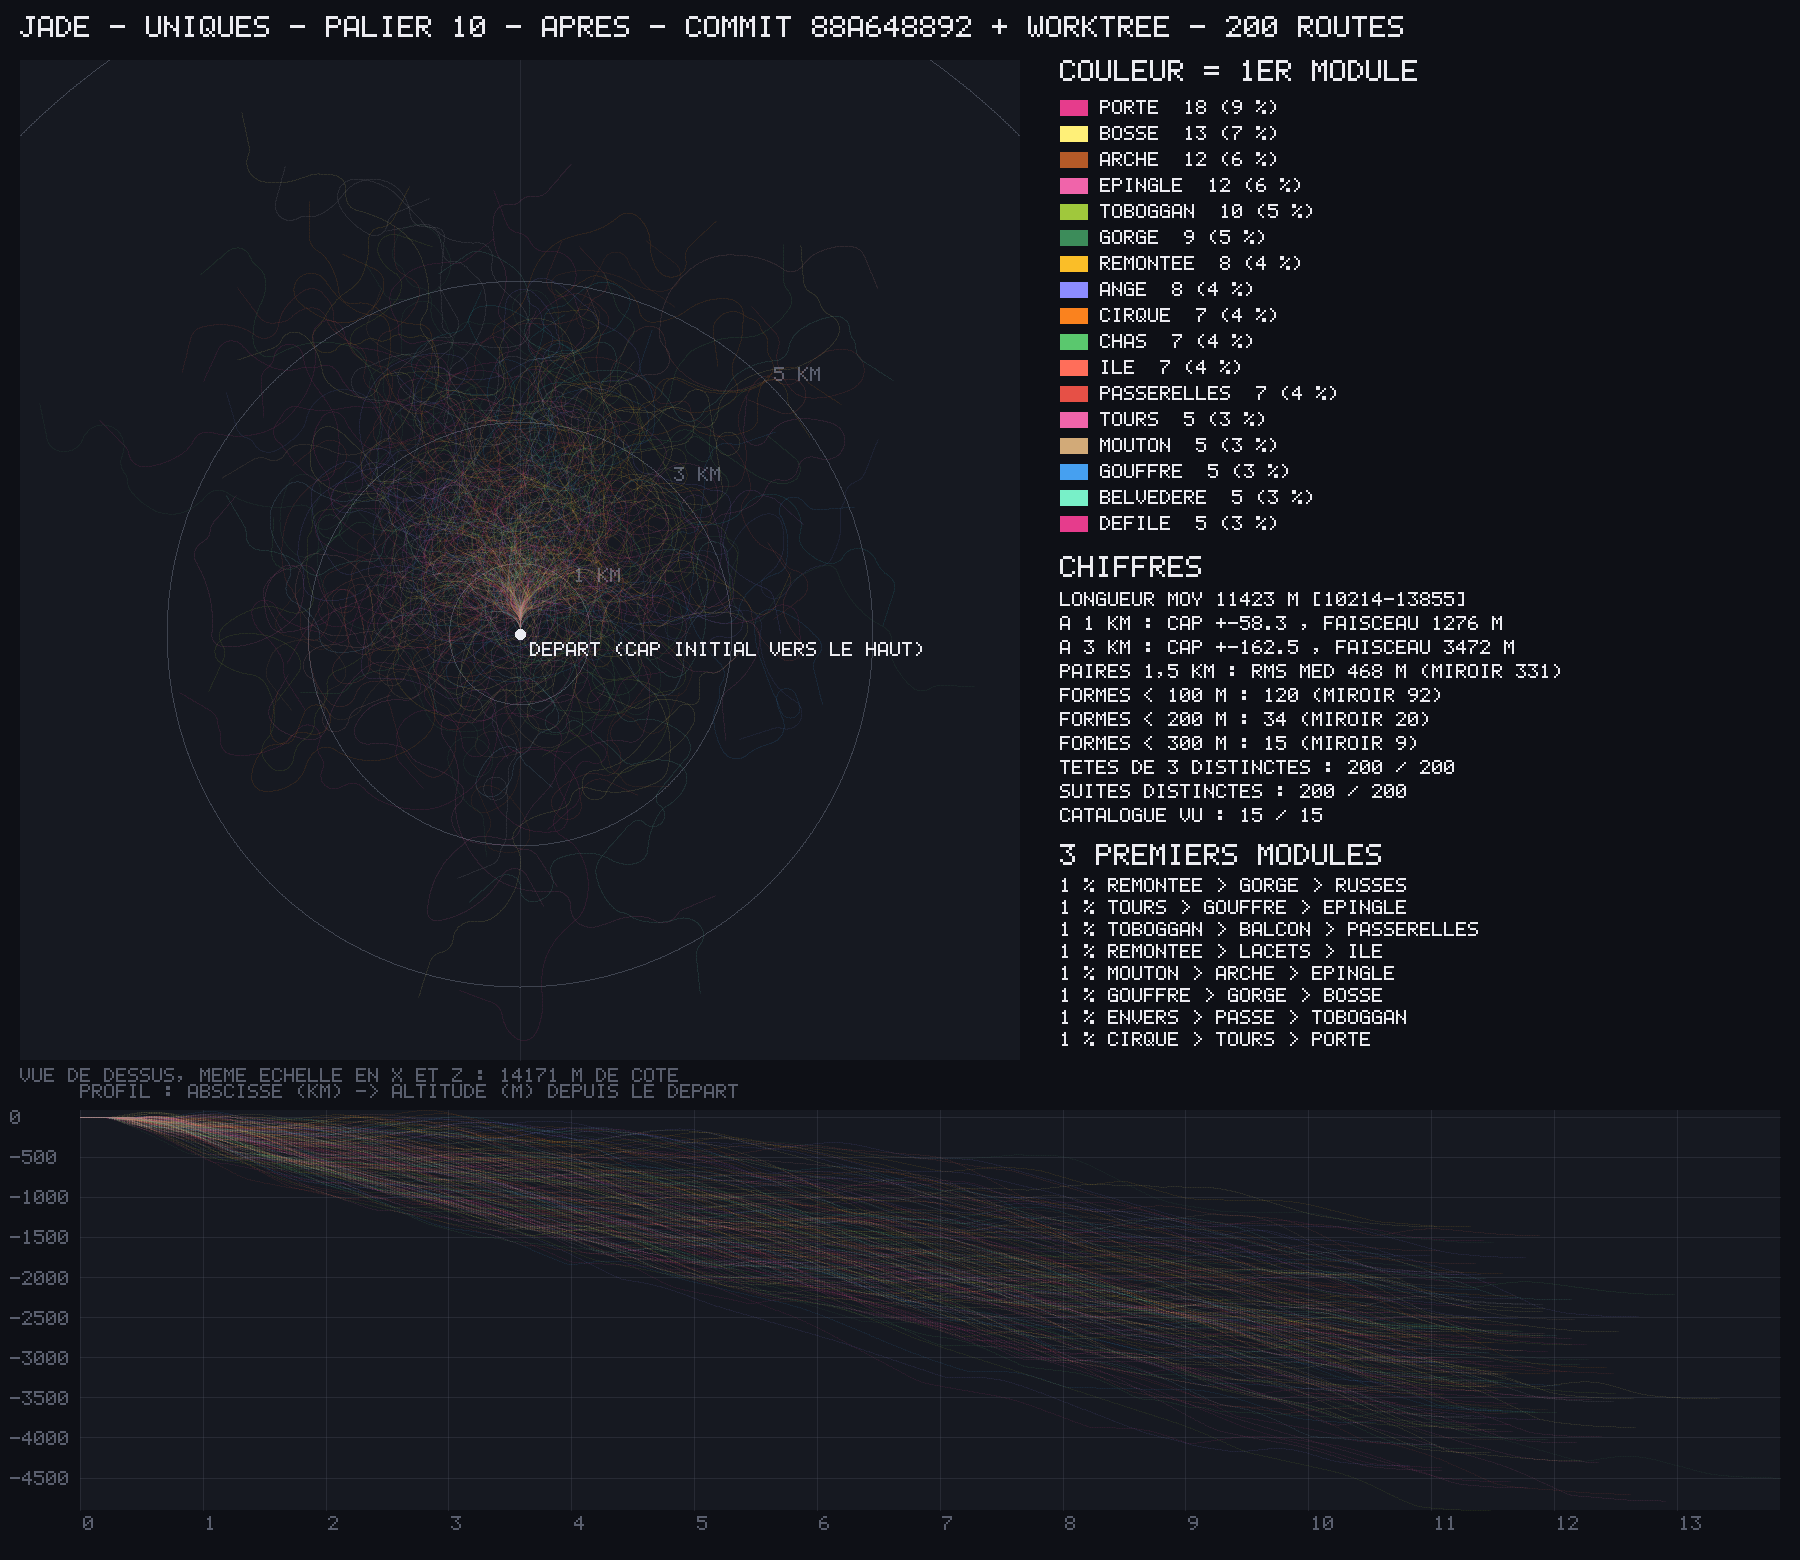 JADE - UNIQUES - PALIER 10 - APRES - COMMIT 88A648892 + WORKTREE - 200 ROUTES
5 KM
3 KM
1 KM
DEPART (CAP INITIAL VERS LE HAUT)
COULEUR = 1ER MODULE
PORTE 18 (9 %)
BOSSE 13 (7 %)
ARCHE 12 (6 %)
EPINGLE 12 (6 %)
TOBOGGAN 10 (5 %)
GORGE 9 (5 %)
REMONTEE 8 (4 %)
ANGE 8 (4 %)
CIRQUE 7 (4 %)
CHAS 7 (4 %)
ILE 7 (4 %)
PASSERELLES 7 (4 %)
TOURS 5 (3 %)
MOUTON 5 (3 %)
GOUFFRE 5 (3 %)
BELVEDERE 5 (3 %)
DEFILE 5 (3 %)
CHIFFRES
LONGUEUR MOY 11423 M [10214-13855]
A 1 KM : CAP +-58.3 , FAISCEAU 1276 M
A 3 KM : CAP +-162.5 , FAISCEAU 3472 M
PAIRES 1,5 KM : RMS MED 468 M (MIROIR 331)
FORMES < 100 M : 120 (MIROIR 92)
FORMES < 200 M : 34 (MIROIR 20)
FORMES < 300 M : 15 (MIROIR 9)
TETES DE 3 DISTINCTES : 200 / 200
SUITES DISTINCTES : 200 / 200
CATALOGUE VU : 15 / 15
3 PREMIERS MODULES
1 % REMONTEE > GORGE > RUSSES
1 % TOURS > GOUFFRE > EPINGLE
1 % TOBOGGAN > BALCON > PASSERELLES
1 % REMONTEE > LACETS > ILE
1 % MOUTON > ARCHE > EPINGLE
1 % GOUFFRE > GORGE > BOSSE
1 % ENVERS > PASSE > TOBOGGAN
1 % CIRQUE > TOURS > PORTE
VUE DE DESSUS, MEME ECHELLE EN X ET Z : 14171 M DE COTE
PROFIL : ABSCISSE (KM) -> ALTITUDE (M) DEPUIS LE DEPART
0
-500
-1000
-1500
-2000
-2500
-3000
-3500
-4000
-4500
0 1 2 3 4 5 6 7 8 9 10 11 12 13